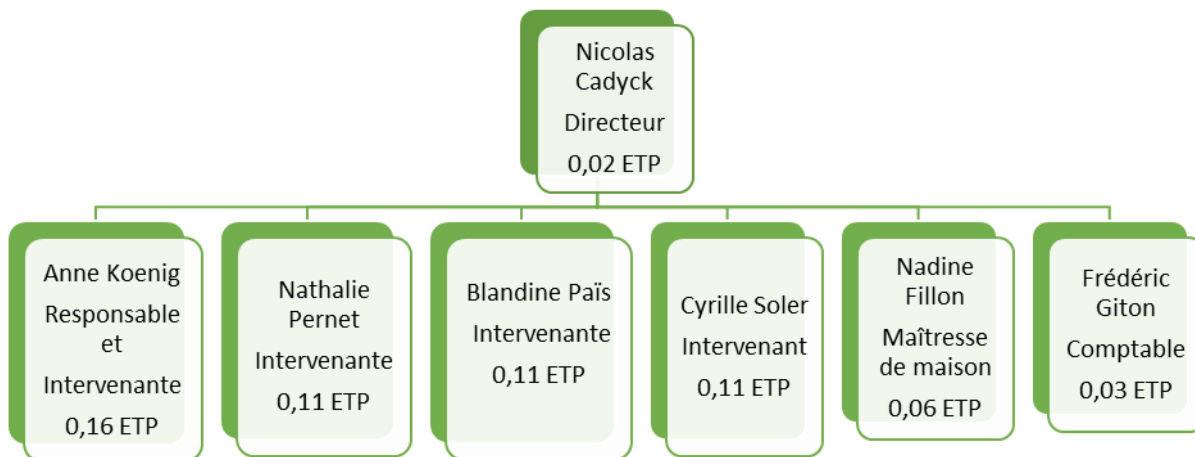 Nicolas
Cadyck
Directeur
0,02 ETP
Anne Koenig
Responsable
et
Intervenante
0,16 ETP
Nathalie
Pernet
Intervenante
0,11 ETP
Blandine Païs
Intervenante
0,11 ETP
Cyrille Soler
Intervenant
0,11 ETP
Nadine
Fillon
Maîtresse
de maison
0,06 ETP
Frédéric
Giton
Comptable
0,03 ETP